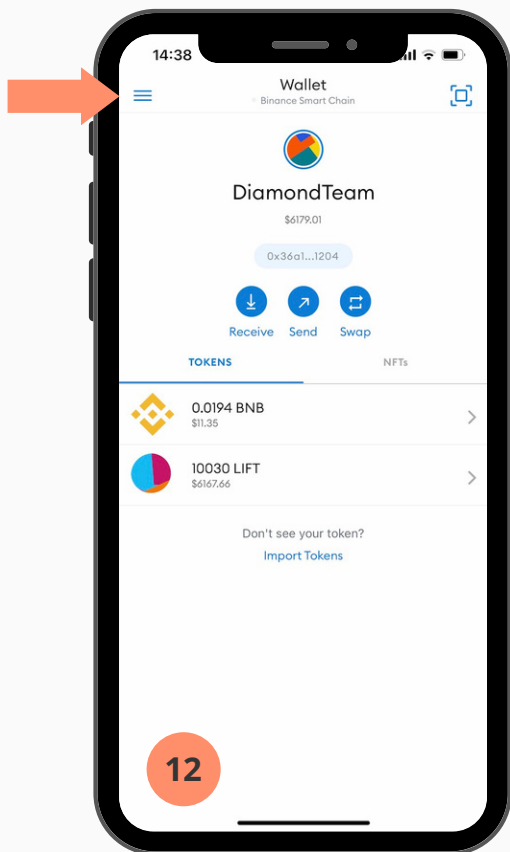 14:38
Wallet
Binance Smart Chain
DiamondTeam
$6179.01
0x36a1...1204
Receive Send Swap
TOKENS NFTs
0.0194 BNB
$11.35
10030 LIFT
$6167.66
Don't see your token?
Import Tokens
12